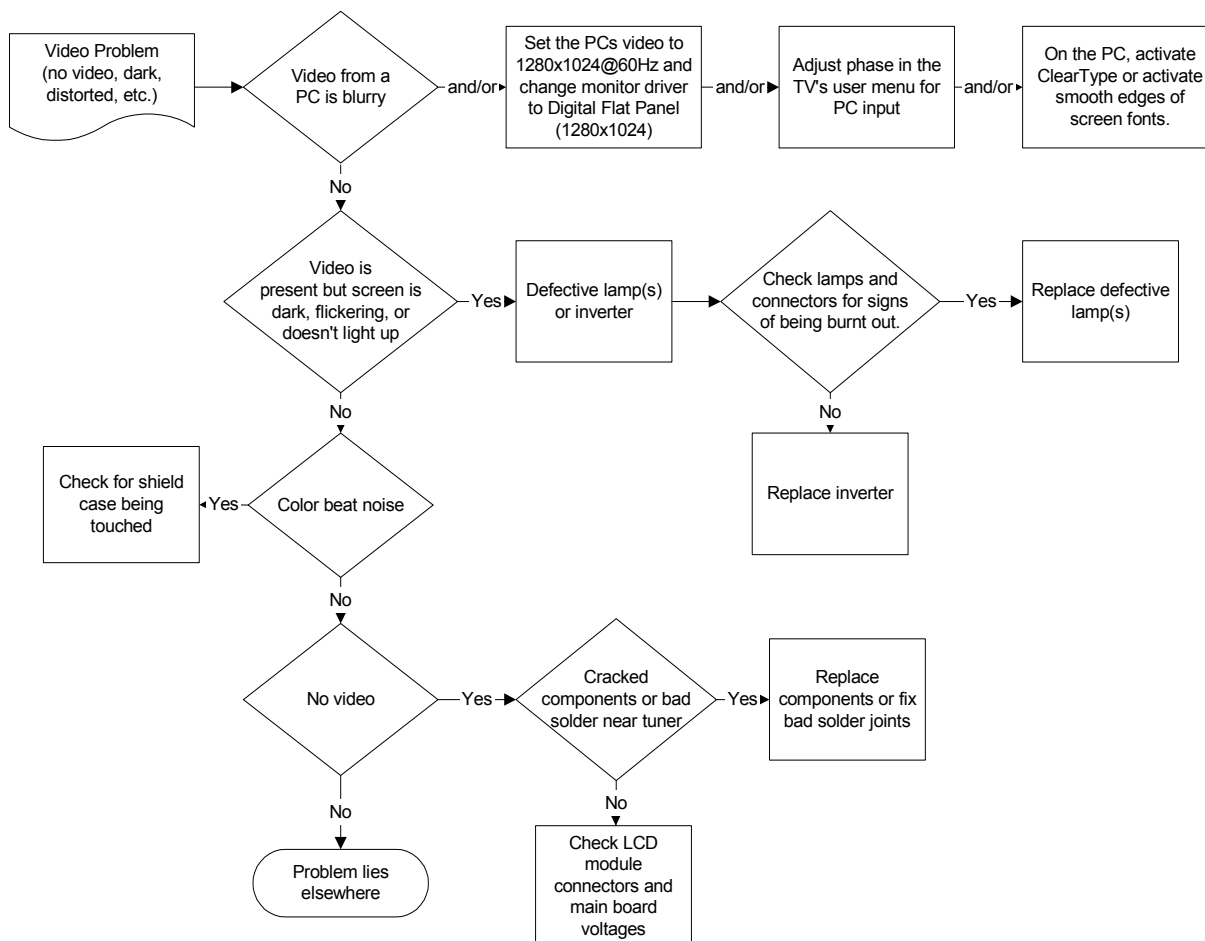 Video Problem
(no video, dark,
distorted, etc.)
Video from a
PC is blurry
and/or
Set the PCs video to
1280x1024@60Hz and
change monitor driver
to Digital Flat Panel
(1280x1024)
and/or
Adjust phase in the
TV's user menu for
PC input
and/or
On the PC, activate
ClearType or activate
smooth edges of
screen fonts.
No
Video is
present but screen is
dark, flickering, or
doesn't light up
Yes
Defective lamp(s)
or inverter
Check lamps and
connectors for signs
of being burnt out.
Yes
Replace defective
lamp(s)
No
No
Replace inverter
Check for shield
case being
touched
Yes
Color beat noise
No
No video
Yes
Cracked
components or bad
solder near tuner
Yes
Replace
components or fix
bad solder joints
No
No
Problem lies
elsewhere
Check LCD
module
connectors and
main board
voltages